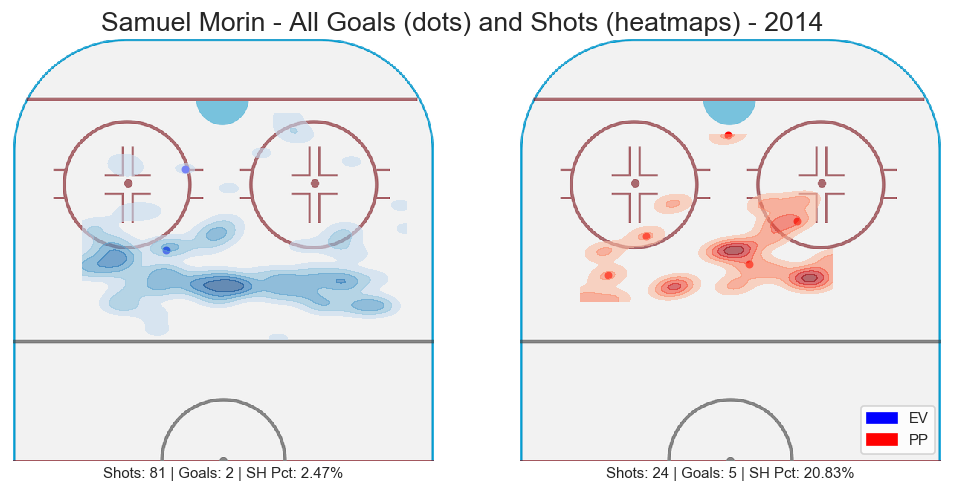 Samuel Morin - All Goals (dots) and Shots (heatmaps) - 2014
EV
PP
Shots: 81 | Goals: 2 | SH Pct: 2.47%
Shots: 24 | Goals: 5 | SH Pct: 20.83%